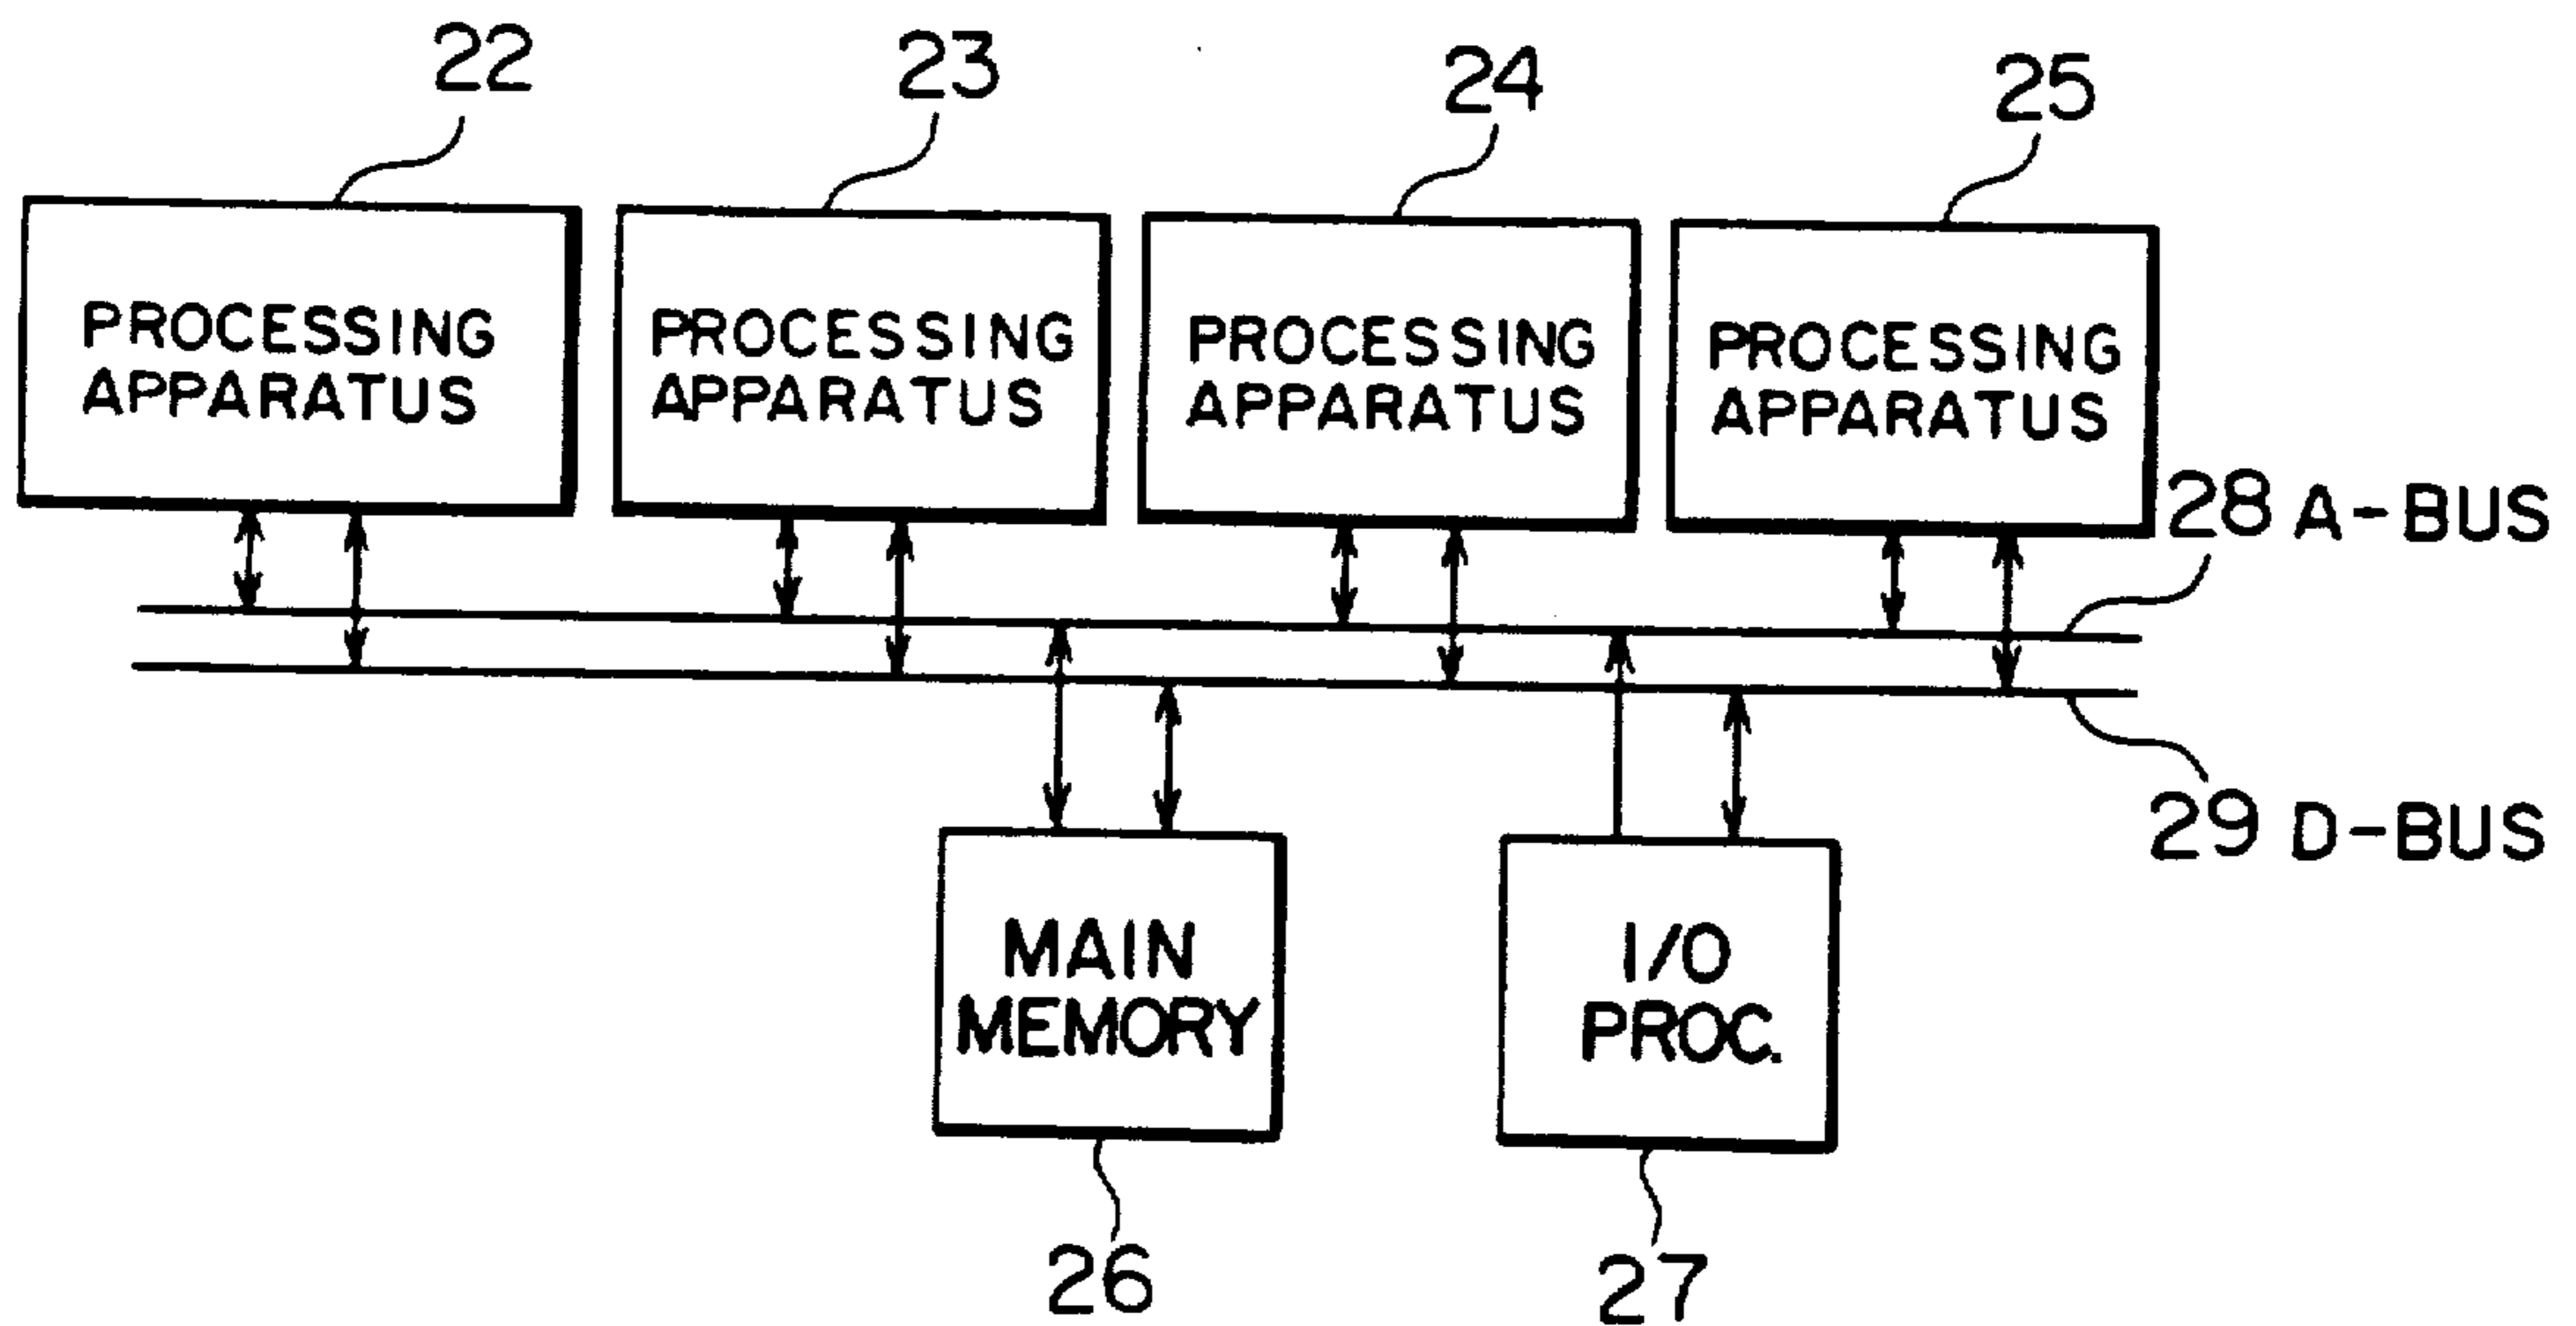 22
23
24
25
PROCESSING
APPARATUS
PROCESSING
APPARATUS
PROCESSING
APPARATUS
PROCESSING
APPARATUS
28 A-BUS
29 D-BUS
MAIN
MEMORY
I/O
PROC.
26
27